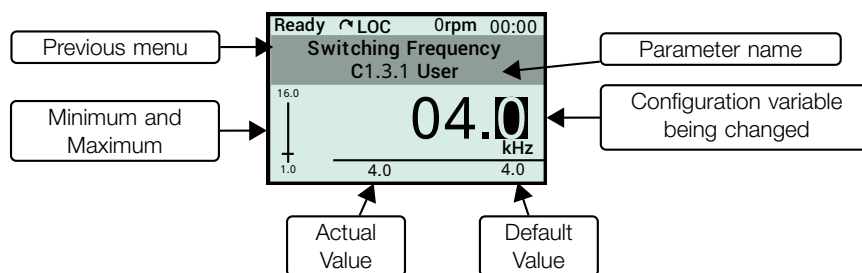 Ready ↷ LOC 0rpm 00:00
Previous menu
Switching Frequency
C1.3.1 User
Parameter name
16.0
Minimum and
Maximum
04.0
kHz
Configuration variable
being changed
1.0
4.0
4.0
Actual
Value
Default
Value